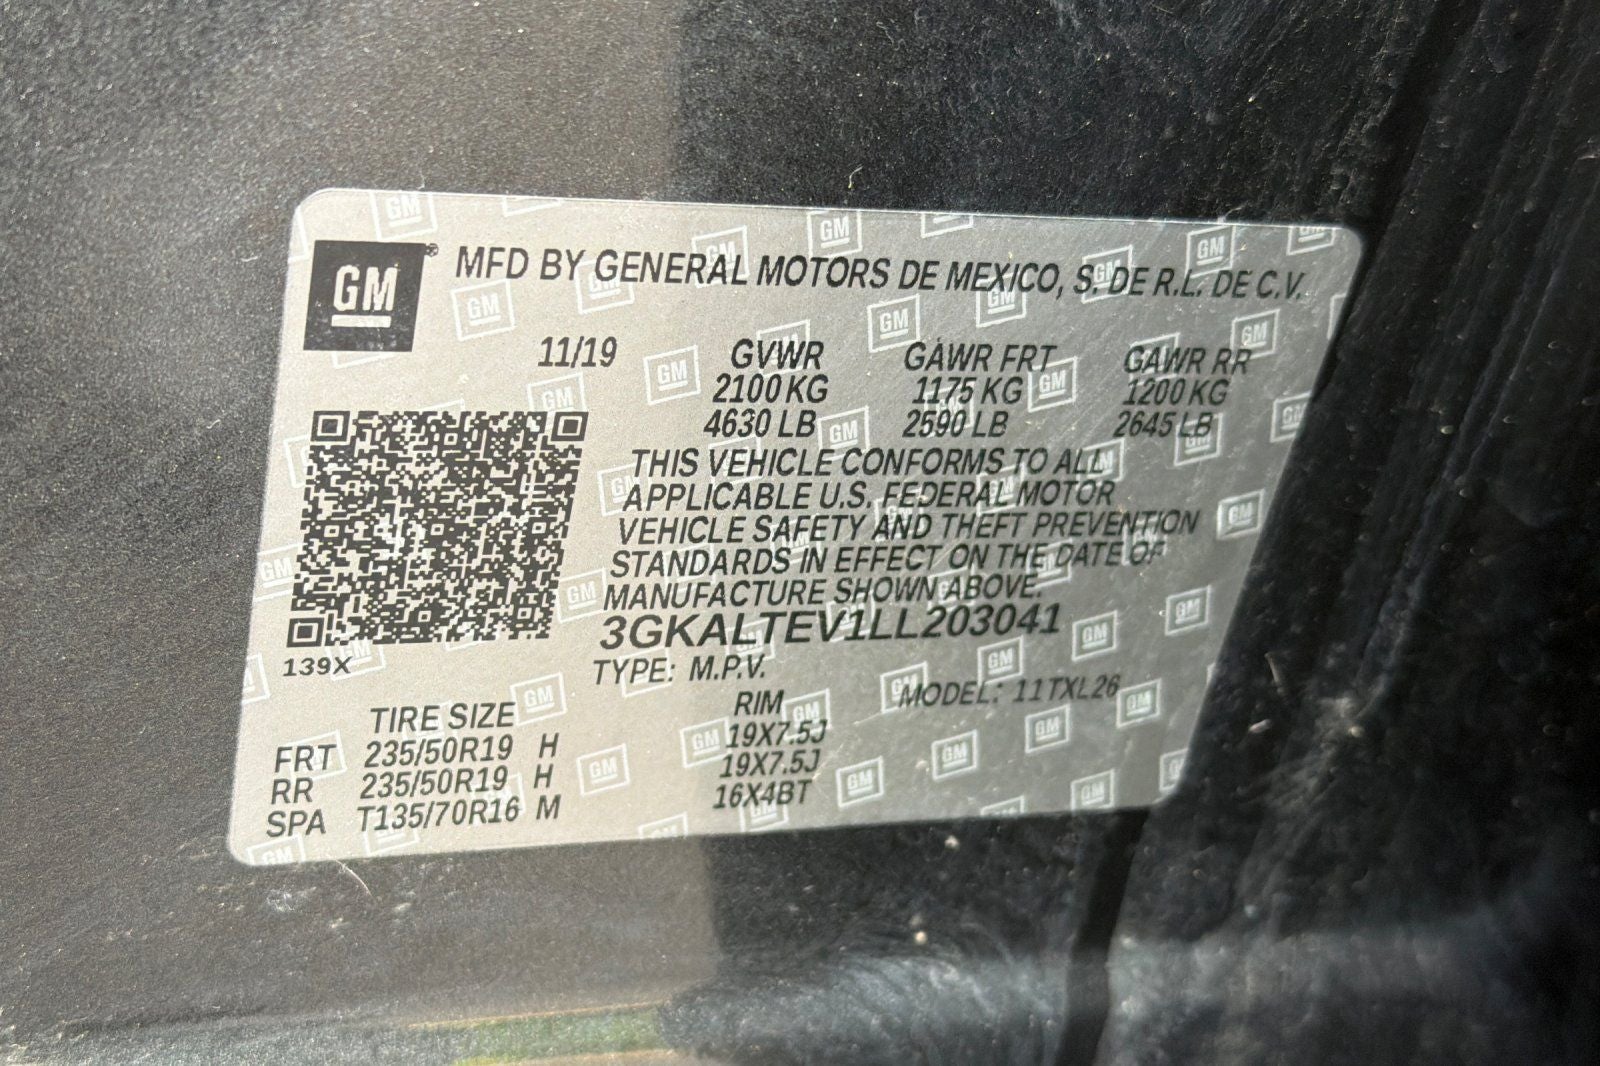 GM® MFD BY GENERAL MOTORS DE MEXICO, S. DE R.L. DE C.V.
11/19 GVWR GAWR FRT GAWR RR
2100 KG 1175 KG 1200 KG
4630 LB 2590 LB 2645 LB
THIS VEHICLE CONFORMS TO ALL
APPLICABLE U.S. FEDERAL MOTOR
VEHICLE SAFETY AND THEFT PREVENTION
STANDARDS IN EFFECT ON THE DATE OF
MANUFACTURE SHOWN ABOVE.
3GKALTEV1LL203041
139X
TYPE: M.P.V. MODEL: 11TXL26
TIRE SIZE RIM
FRT 235/50R19 H 19X7.5J
RR 235/50R19 H 19X7.5J
SPA T135/70R16 M 16X4BT